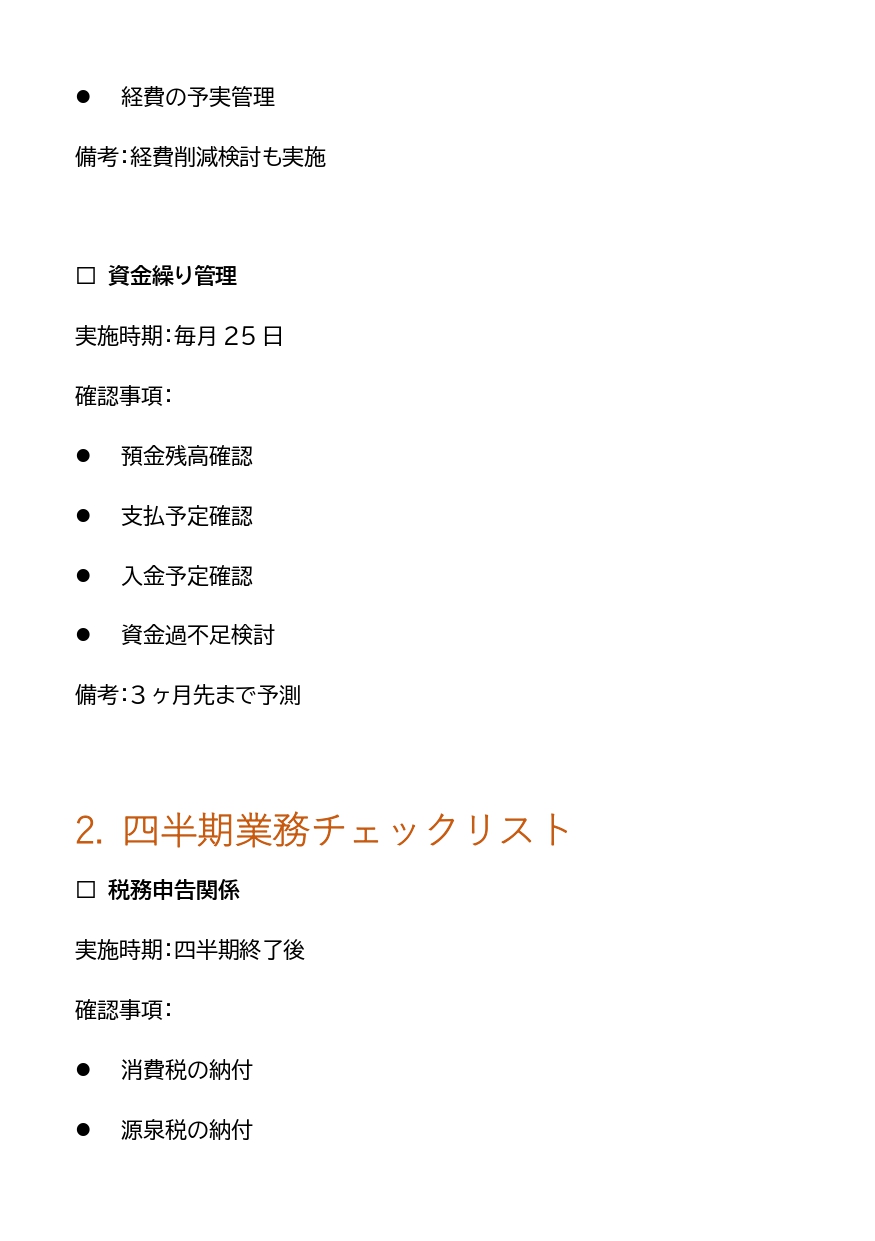 ● 経費の予実管理
備考：経費削減検討も実施
□ 資金繰り管理
実施時期：毎月 25 日
確認事項：
● 預金残高確認
● 支払予定確認
● 入金予定確認
● 資金過不足検討
備考：3 ヶ月先まで予測
2. 四半期業務チェックリスト
□ 税務申告関係
実施時期：四半期終了後
確認事項：
● 消費税の納付
● 源泉税の納付